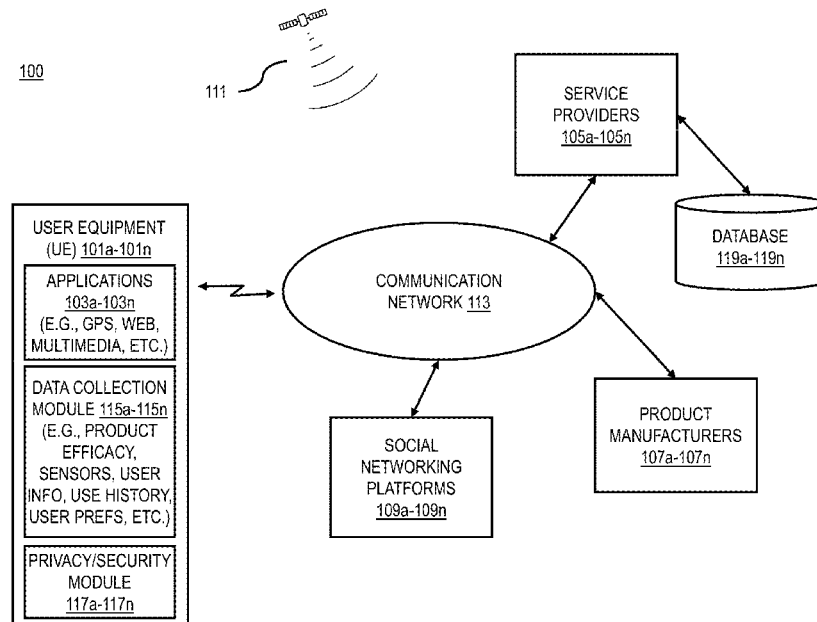 100
111
SERVICE
PROVIDERS
105a-105n
DATABASE
119a-119n
USER EQUIPMENT
(UE) 101a-101n
APPLICATIONS
103a-103n
(E.G., GPS, WEB,
MULTIMEDIA, ETC.)
DATA COLLECTION
MODULE 115a-115n
(E.G., PRODUCT
EFFICACY,
SENSORS, USER
INFO, USE HISTORY,
USER PREFS, ETC.)
PRIVACY/SECURITY
MODULE
117a-117n
COMMUNICATION
NETWORK 113
SOCIAL
NETWORKING
PLATFORMS
109a-109n
PRODUCT
MANUFACTURERS
107a-107n